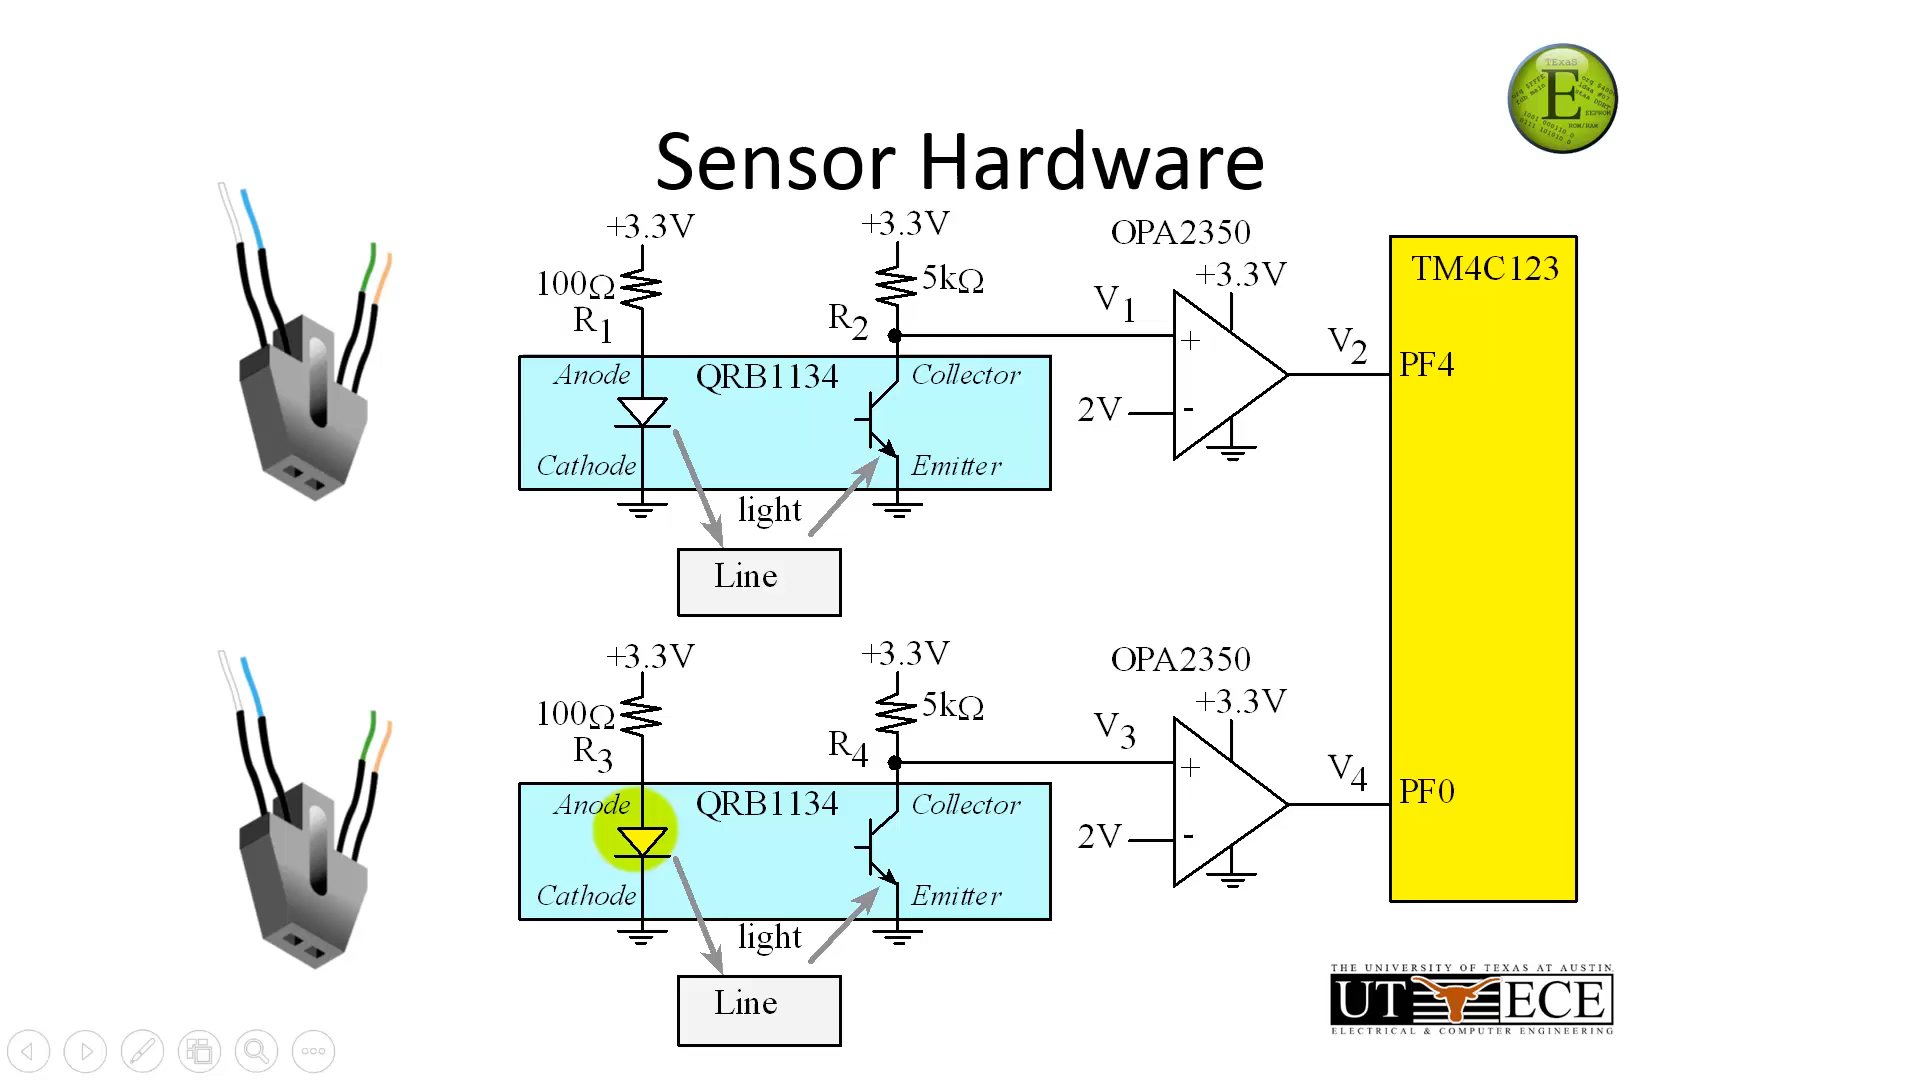 TExaS
E
Sensor Hardware
+3.3V
+3.3V
OPA2350
+3.3V
TM4C123
100Ω
R1
5kΩ
R2
V1
+
V2
PF4
Anode
QRB1134
Collector
2V
-
Cathode
Emitter
light
Line
+3.3V
+3.3V
OPA2350
+3.3V
100Ω
R3
5kΩ
R4
V3
+
V4
PF0
Anode
QRB1134
Collector
2V
-
Cathode
Emitter
light
Line
THE UNIVERSITY OF TEXAS AT AUSTIN
UT ECE
ELECTRICAL & COMPUTER ENGINEERING